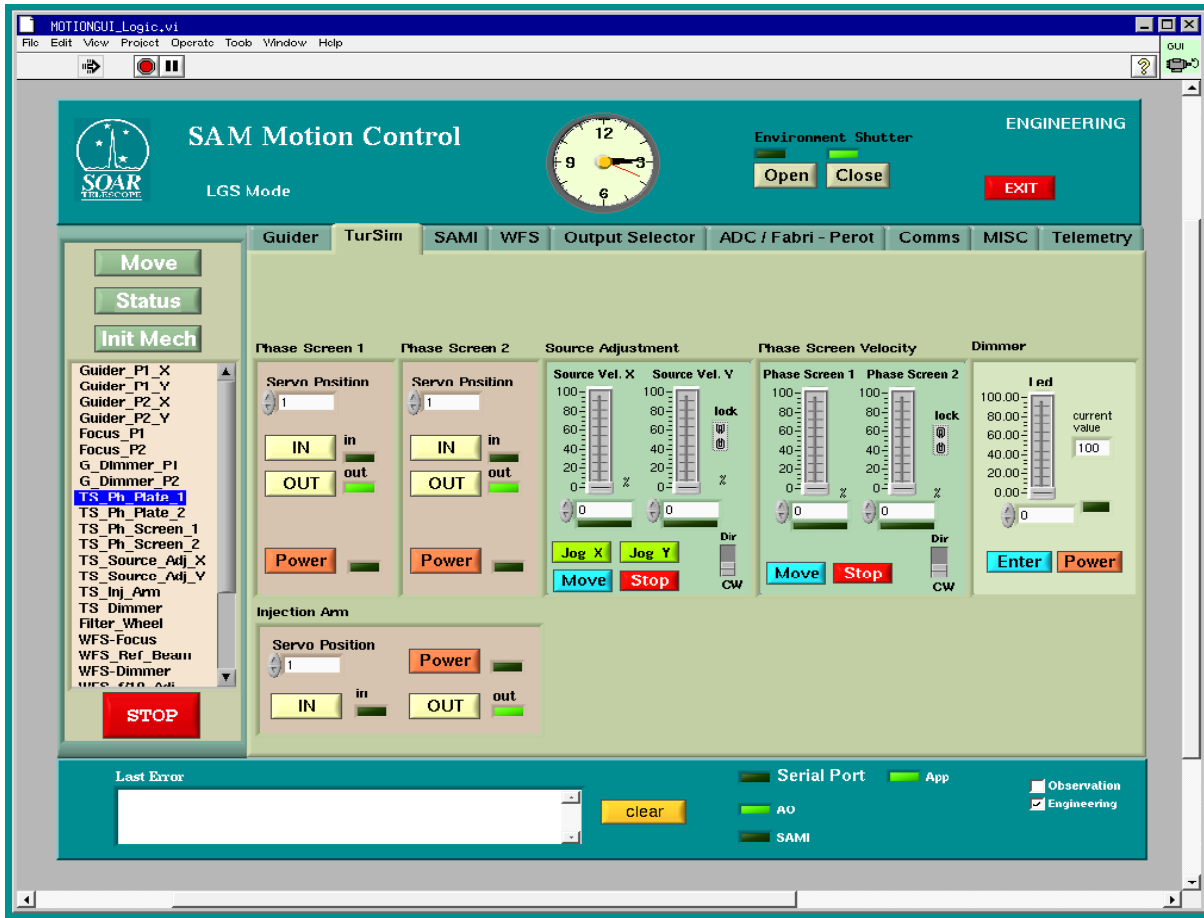 MOTIONGUI_Logic.vi
File Edit View Project Operate Tools Window Help
GUI
SOAR
TELESCOPE
SAM Motion Control
LGS Mode
12
9 3
6
Environment Shutter
Open Close
ENGINEERING
EXIT
Guider TurSim SAMI WFS Output Selector ADC / Fabri - Perot Comms MISC Telemetry
Move
Status
Init Mech
Guider_P1_X
Guider_P1_Y
Guider_P2_X
Guider_P2_Y
Focus_P1
Focus_P2
G_Dimmer_P1
G_Dimmer_P2
TS_Ph_Plate_1
TS_Ph_Plate_2
TS_Ph_Screen_1
TS_Ph_Screen_2
TS_Source_Adj_X
TS_Source_Adj_Y
TS_Inj_Arm
TS_Dimmer
Filter_Wheel
WFS-Focus
WFS_Ref_Beam
WFS-Dimmer
STOP
Phase Screen 1
Servo Position
1
IN in
OUT out
Power
Phase Screen 2
Servo Position
1
IN in
OUT out
Power
Source Adjustment
Source Vel. X Source Vel. Y
100 100
80 80 lock
60 60
40 40
20 20
0 % 0 %
0 0
Jog X Jog Y Dir
Move Stop CW
Phase Screen Velocity
Phase Screen 1 Phase Screen 2
100 100
80 80 lock
60 60
40 40
20 20
0 % 0 %
0 0
Dir
Move Stop CW
Dimmer
Led
100.00
80.00 current
60.00 value
40.00 100
20.00
0.00
0
Enter Power
Injection Arm
Servo Position
1 Power
IN in OUT out
Last Error
clear
Serial Port App
AO
SAMI
Observation
Engineering